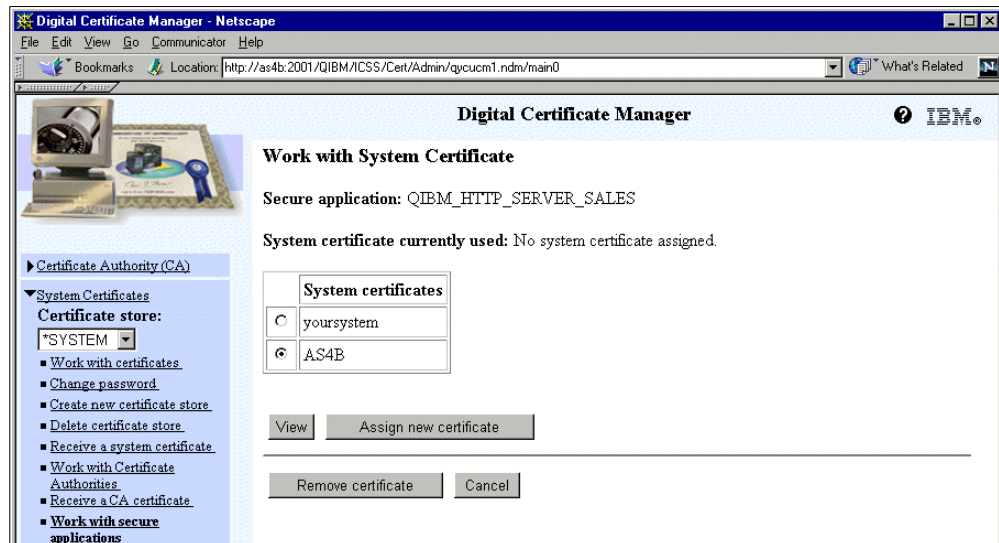 Digital Certificate Manager - Netscape
File Edit View Go Communicator Help
Bookmarks Location: http://as4b:2001/QIBM/ICSS/Cert/Admin/qycucm1.ndm/main0 What's Related N
Digital Certificate Manager
IBM®
Certificate Authority (CA)
System Certificates
Certificate store:
*SYSTEM
Work with certificates
Change password
Create new certificate store
Delete certificate store
Receive a system certificate
Work with Certificate
Authorities
Receive a CA certificate
Work with secure
applications
Work with System Certificate
Secure application: QIBM_HTTP_SERVER_SALES
System certificate currently used: No system certificate assigned.
System certificates
yoursystem
AS4B
View Assign new certificate
Remove certificate Cancel